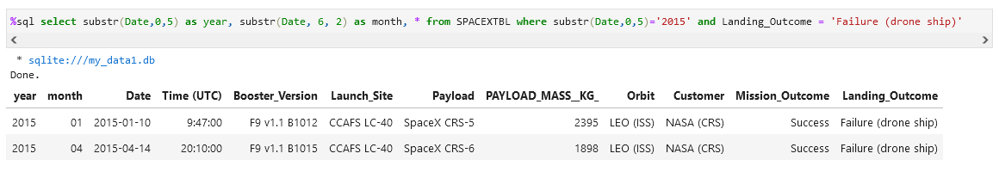 %sql select substr(Date,0,5) as year, substr(Date, 6, 2) as month, * from SPACEXTBL where substr(Date,0,5)='2015' and Landing_Outcome = 'Failure (drone ship)'
* sqlite:///my_data1.db
Done.
year month Date Time (UTC) Booster_Version Launch_Site Payload PAYLOAD_MASS__KG_ Orbit Customer Mission_Outcome Landing_Outcome
2015 01 2015-01-10 9:47:00 F9 v1.1 B1012 CCAFS LC-40 SpaceX CRS-5 2395 LEO (ISS) NASA (CRS) Success Failure (drone ship)
2015 04 2015-04-14 20:10:00 F9 v1.1 B1015 CCAFS LC-40 SpaceX CRS-6 1898 LEO (ISS) NASA (CRS) Success Failure (drone ship)